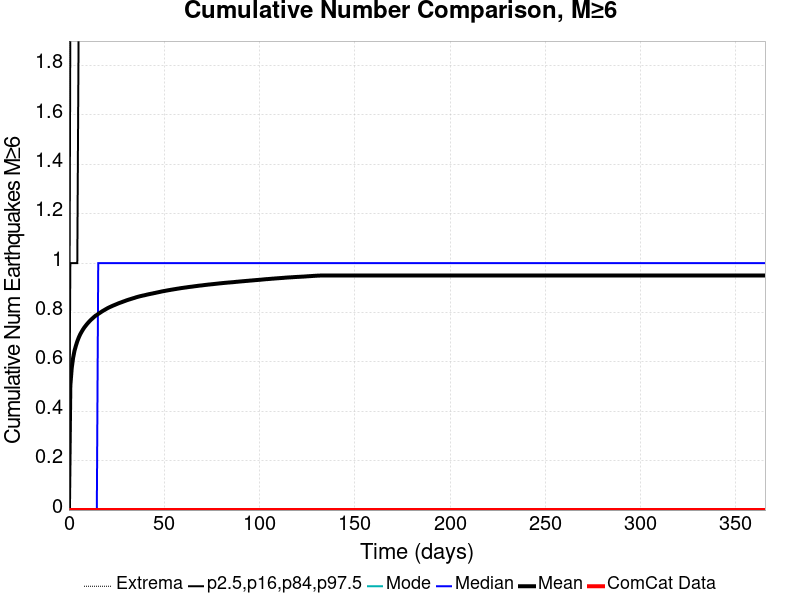 Cumulative Number Comparison, M≥6
Cumulative Num Earthquakes M≥6
1.8
1.6
1.4
1.2
1
0.8
0.6
0.4
0.2
0
0 50 100 150 200 250 300 350
Time (days)
Extrema p2.5,p16,p84,p97.5 Mode Median Mean ComCat Data